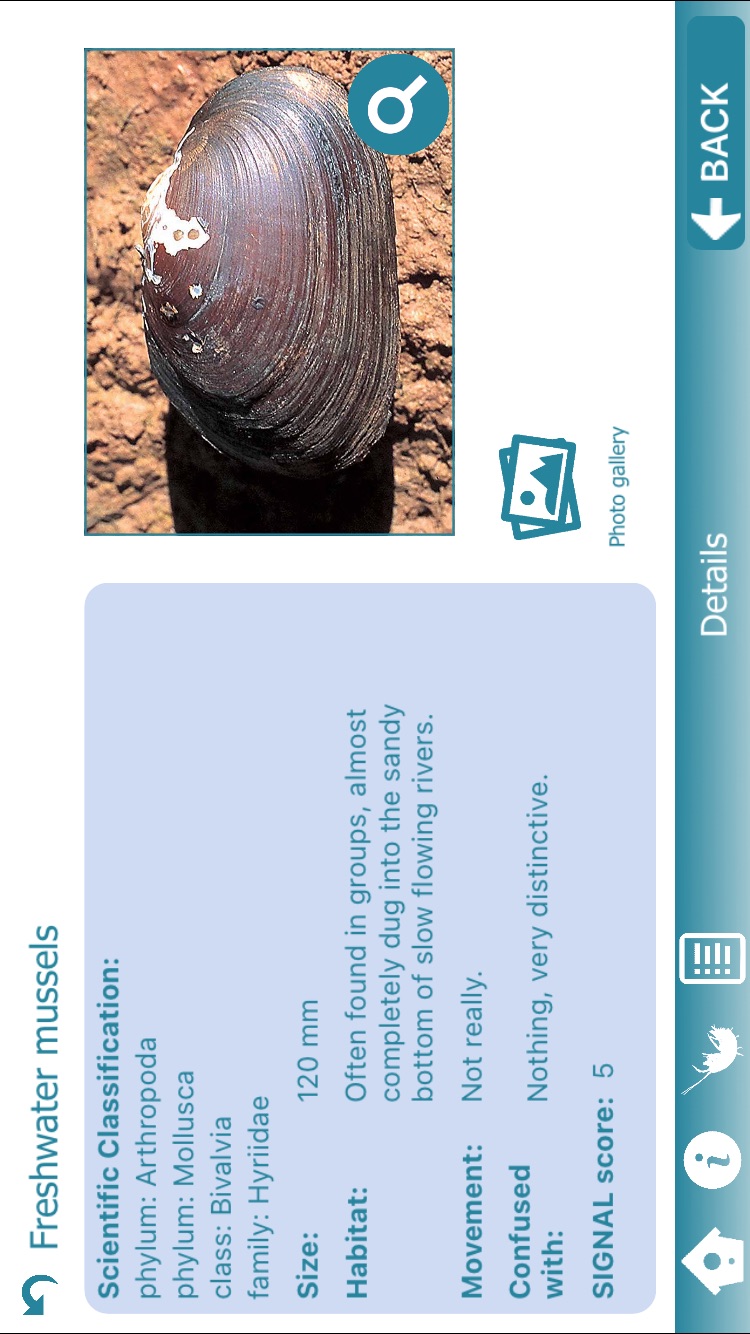 Freshwater mussels
Scientific Classification:
phylum: Arthropoda
phylum: Mollusca
class: Bivalvia
family: Hyriidae
Size: 120 mm
Habitat: Often found in groups, almost
completely dug into the sandy
bottom of slow flowing rivers.
Movement: Not really.
Confused
with:
Nothing, very distinctive.
SIGNAL score: 5
Photo gallery
Details
BACK